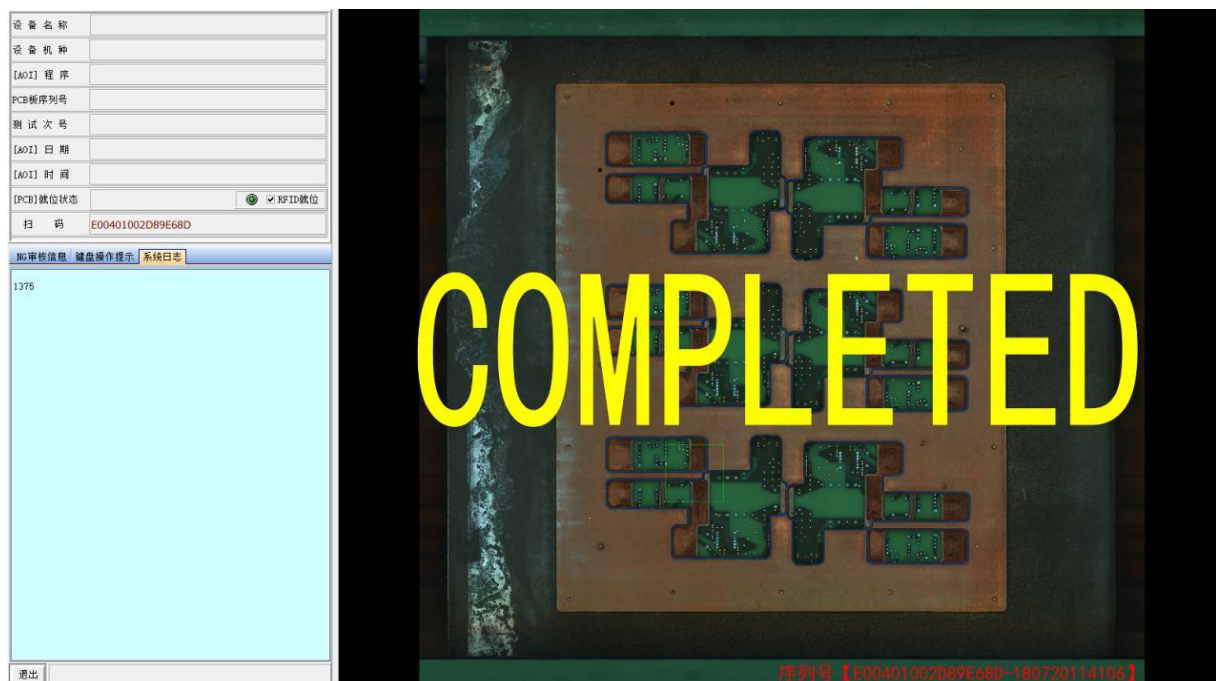 设备名称
设备机种
[AOI] 程序
PCB板序列号
测试次号
[AOI] 日期
[AOI] 时间
[PCB]就位状态 RFID就位
扫码 E00401002D89E68D
NG审核信息 键盘操作提示 系统日志
1375
COMPLETED
退出
序列号【E00401002D89E68D-180720114106】